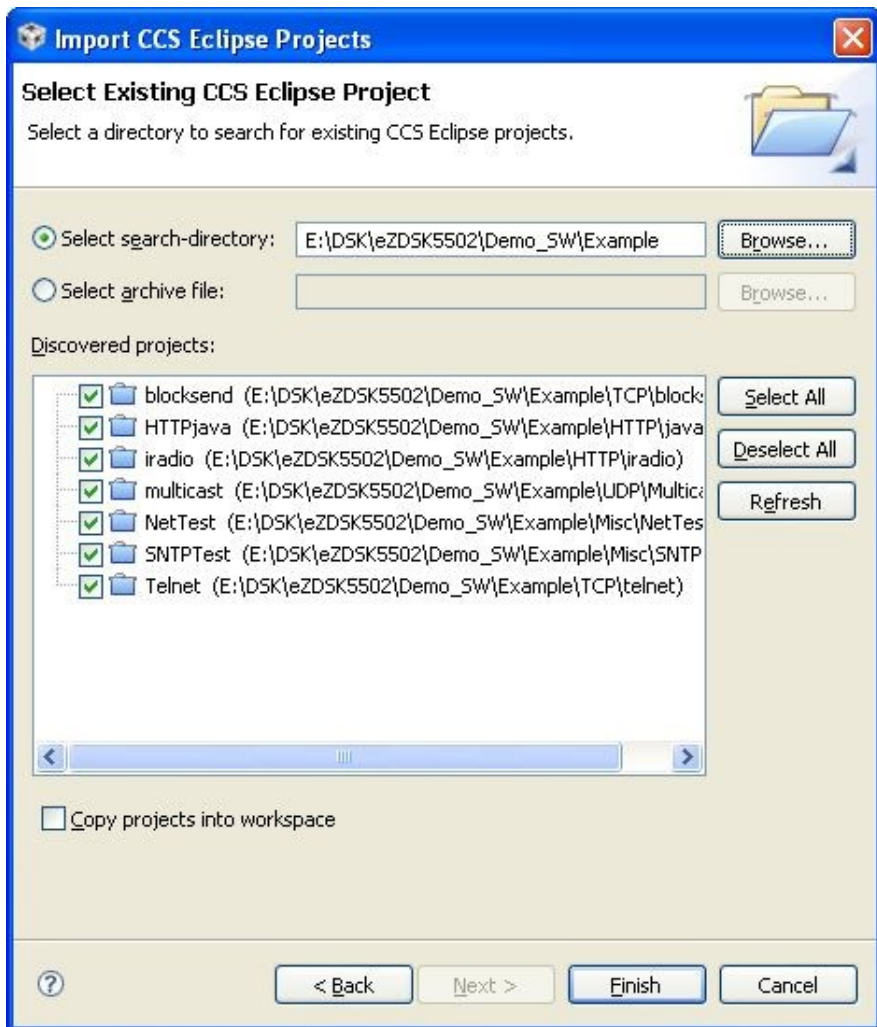 Import CCS Eclipse Projects
Select Existing CCS Eclipse Project
Select a directory to search for existing CCS Eclipse projects.
Select search-directory: E:\DSK\eZDSK5502\Demo_SW\Example Browse...
Select archive file: Browse...
Discovered projects:
blocksend (E:\DSK\eZDSK5502\Demo_SW\Example\TCP\blocks Select All
HTTPjava (E:\DSK\eZDSK5502\Demo_SW\Example\HTTP\java
iradio (E:\DSK\eZDSK5502\Demo_SW\Example\HTTP\iradio) Deselect All
multicast (E:\DSK\eZDSK5502\Demo_SW\Example\UDP\Multica
NetTest (E:\DSK\eZDSK5502\Demo_SW\Example\Misc\NetTes Refresh
SNTPTest (E:\DSK\eZDSK5502\Demo_SW\Example\Misc\SNTP
Telnet (E:\DSK\eZDSK5502\Demo_SW\Example\TCP\telnet)
Copy projects into workspace
? < Back Next > Finish Cancel